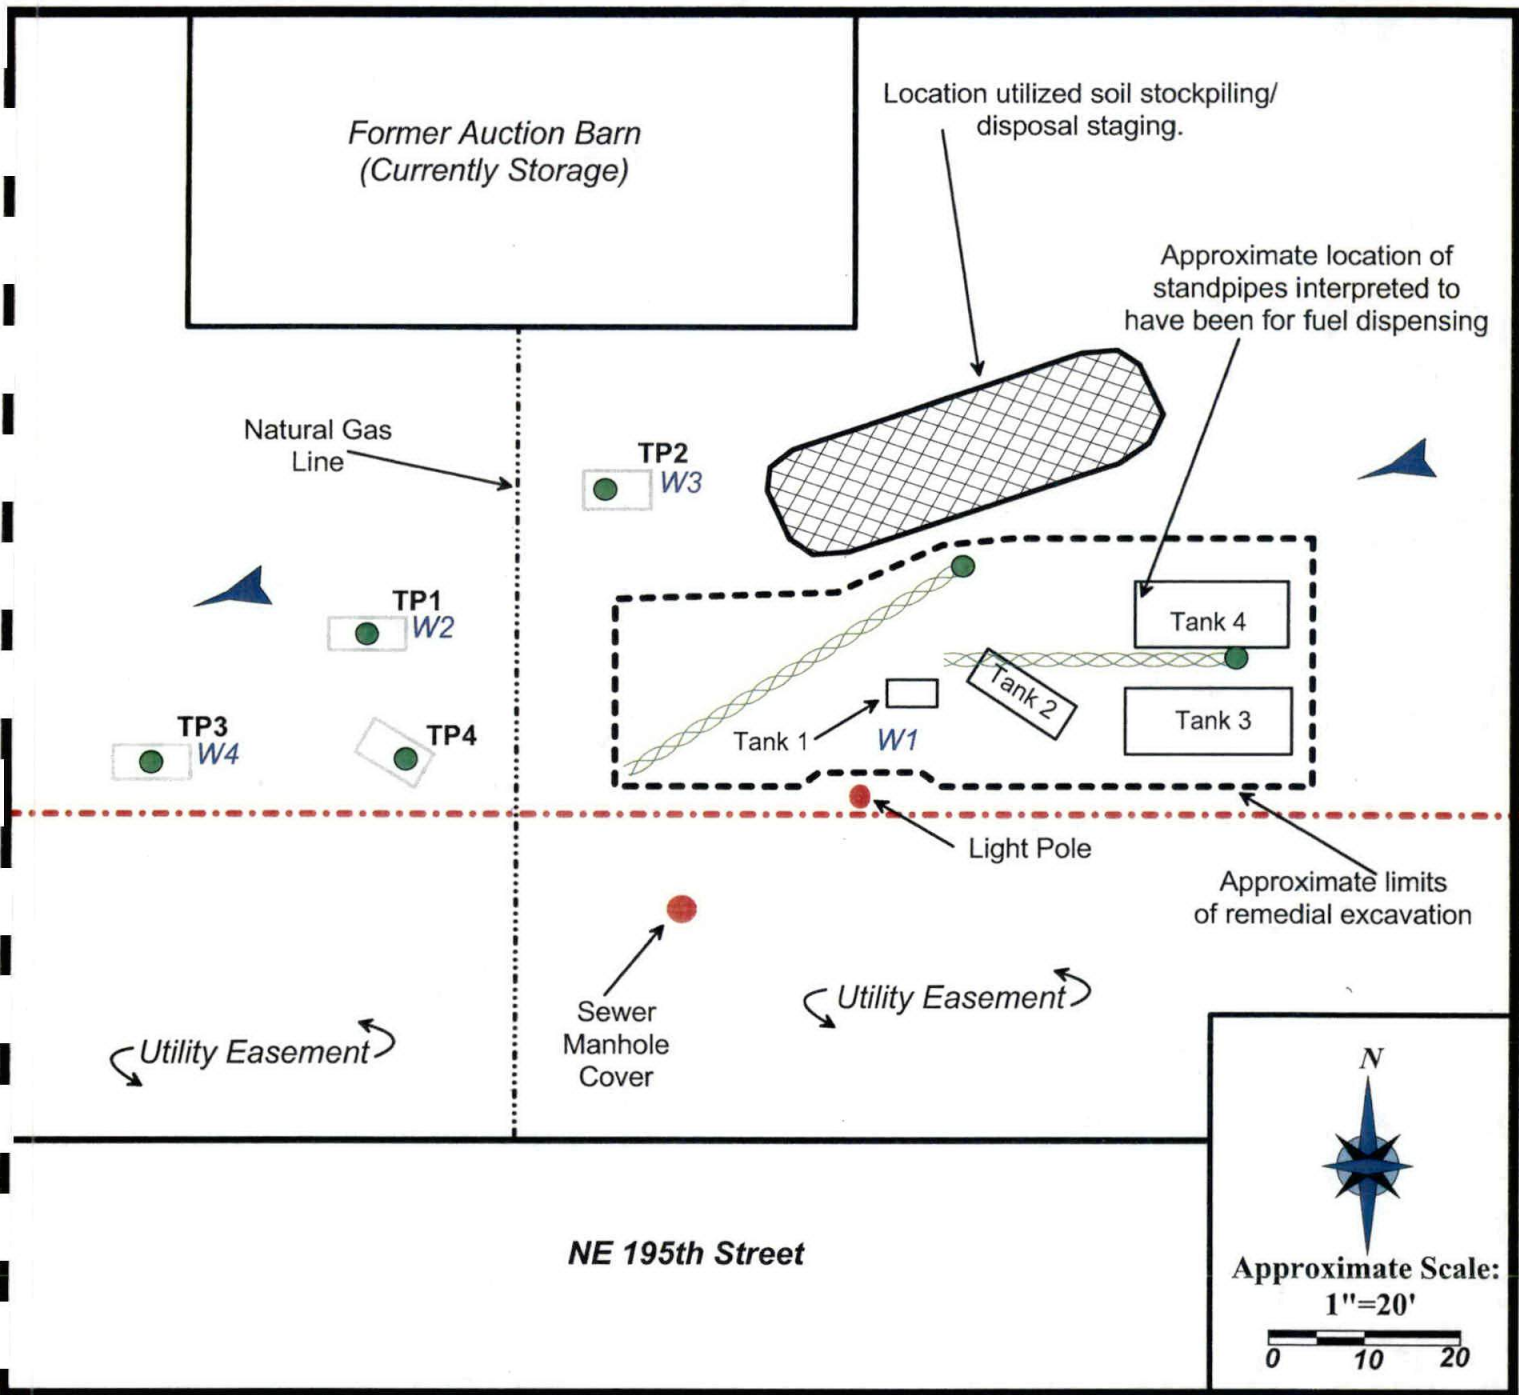 Former Auction Barn
(Currently Storage)
Location utilized soil stockpiling/
disposal staging.
Approximate location of
standpipes interpreted to
have been for fuel dispensing
Natural Gas
Line
TP2
W3
TP1
W2
Tank 4
Tank 2
Tank 3
TP3
W4
TP4
Tank 1
W1
Light Pole
Approximate limits
of remedial excavation
Sewer
Manhole
Cover
Utility Easement
Utility Easement
N
NE 195th Street
Approximate Scale:
1"=20'
0 10 20